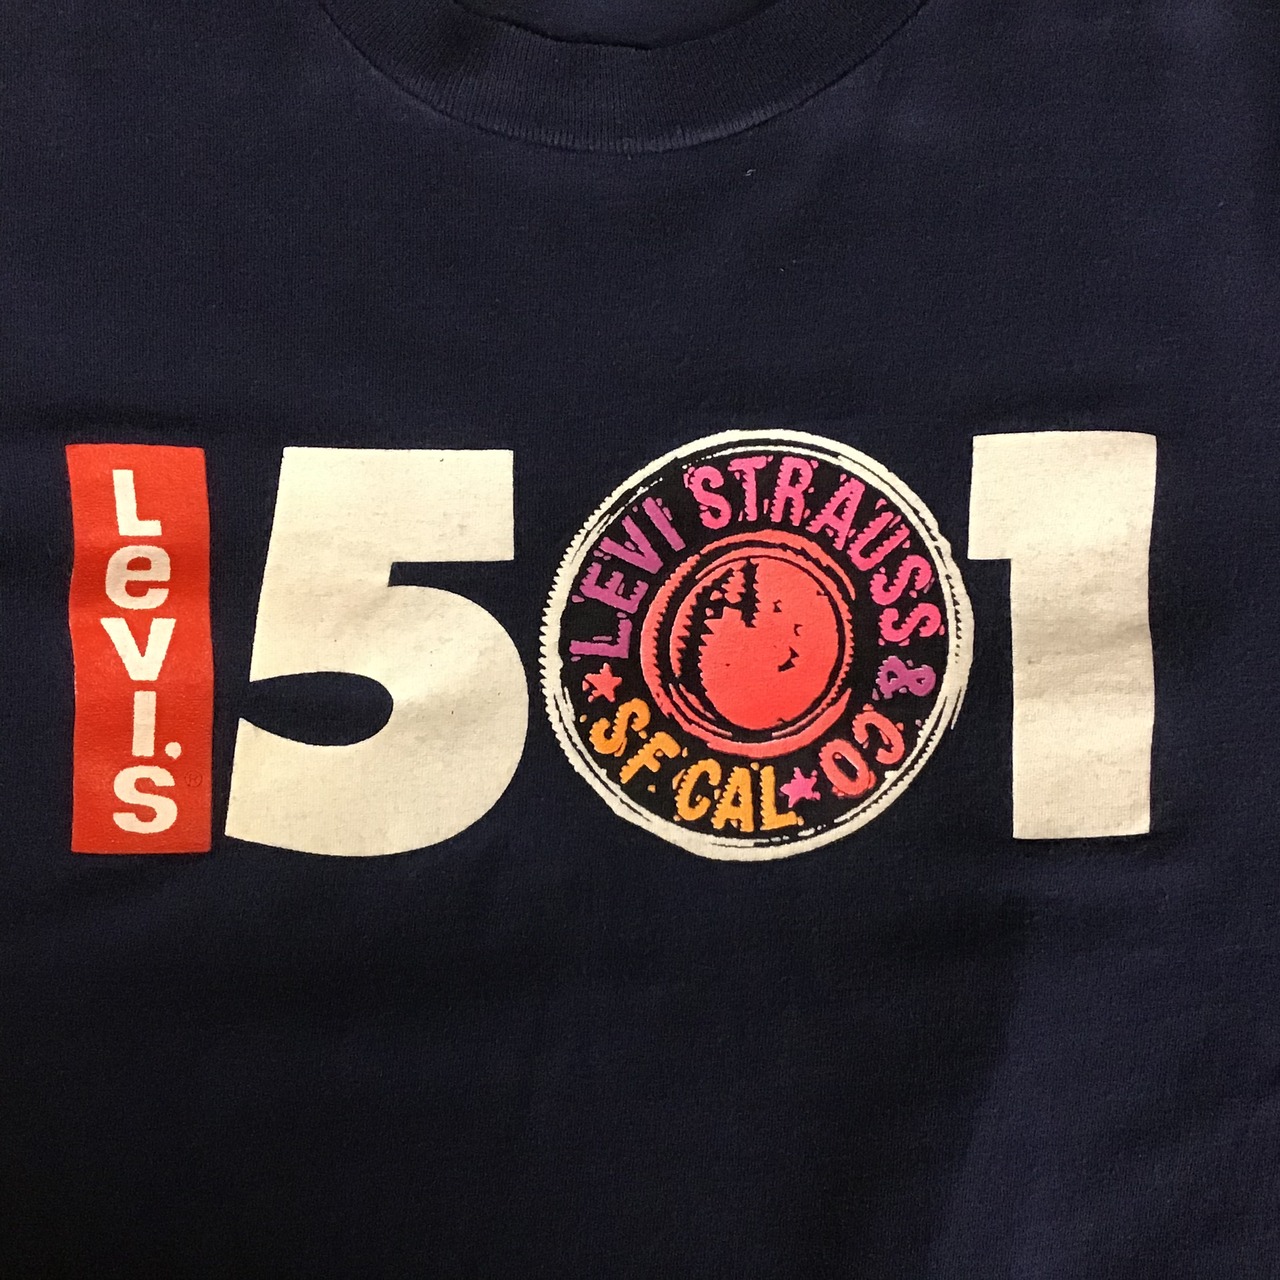 Levi's ®
501
LEVI STRAUSS & CO
★ S.F. CAL ★